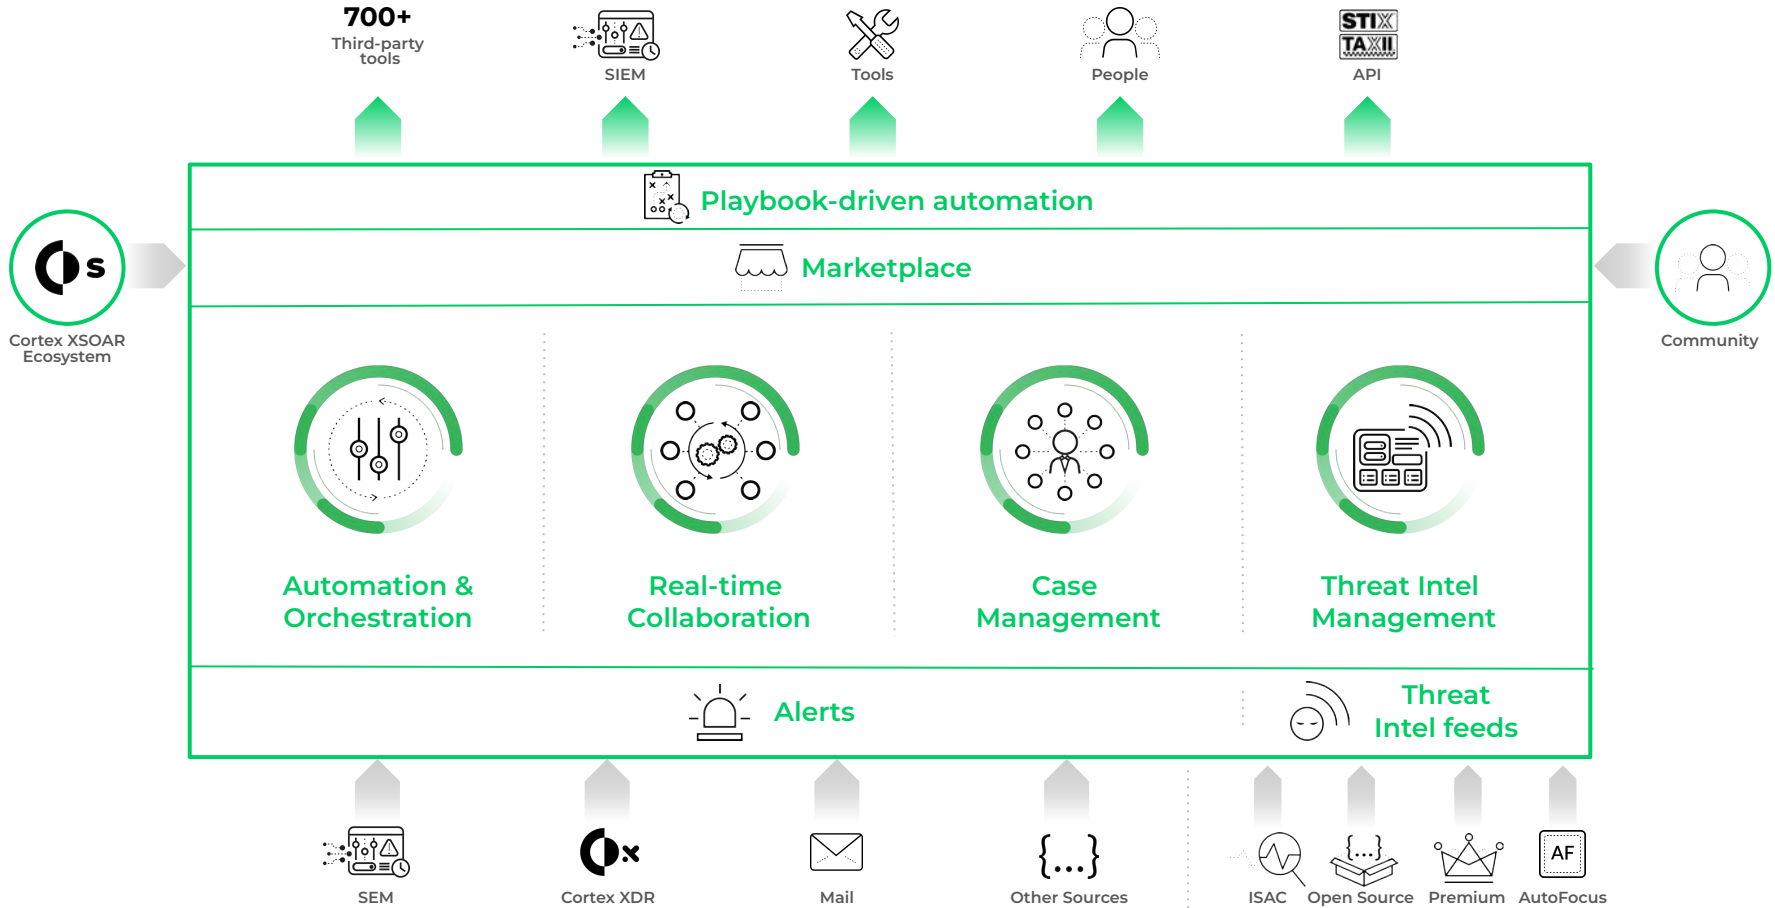 700+
Third-party
tools
SIEM
Tools
People
STIX
TAXII
API
Playbook-driven automation
Marketplace
S
Cortex XSOAR
Ecosystem
Community
Automation &
Orchestration
Real-time
Collaboration
Case
Management
Threat Intel
Management
Alerts
Threat
Intel feeds
SEM
X
Cortex XDR
Mail
{...}
Other Sources
ISAC
{...}
Open Source
Premium
AF
AutoFocus